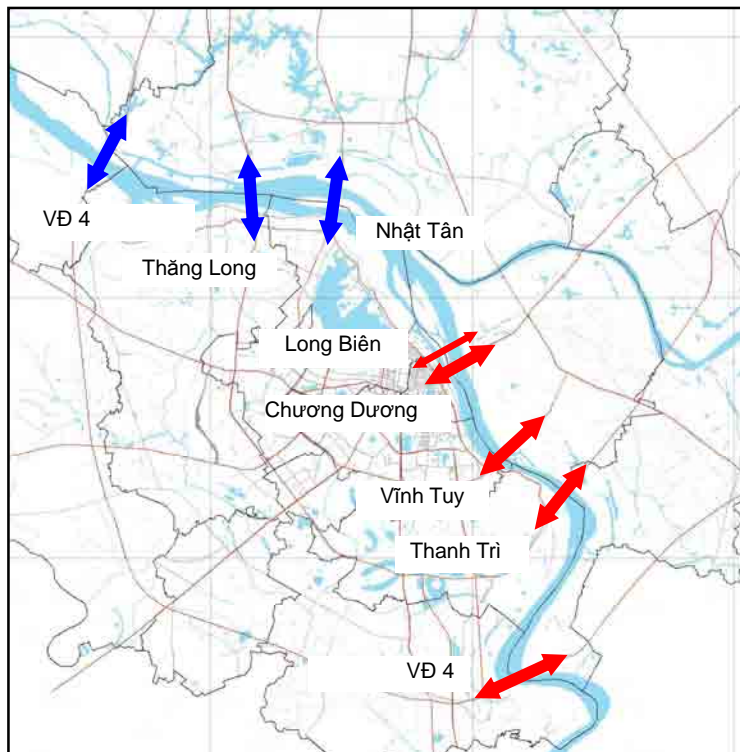 VĐ 4
Nhật Tân
Thăng Long
Long Biên
Chương Dương
Vĩnh Tuy
Thanh Trì
VĐ 4